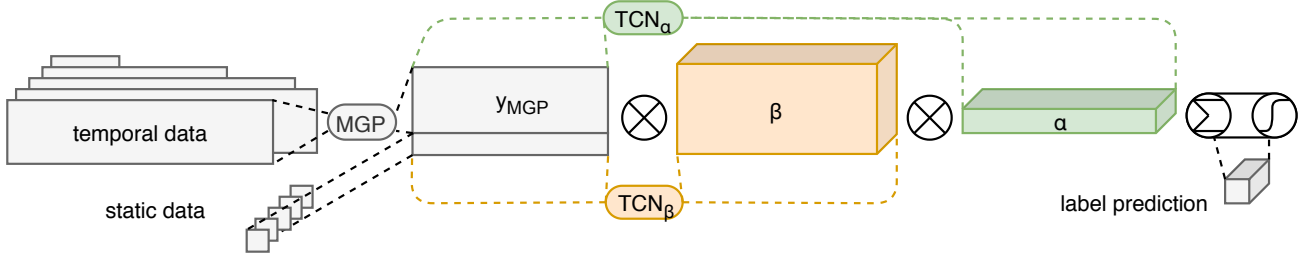 TCNα
temporal data
MGP
yMGP
β
α
static data
TCNβ
label prediction